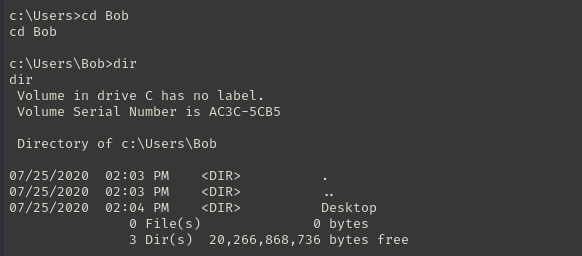 c:\Users>cd Bob
cd Bob
c:\Users\Bob>dir
dir
 Volume in drive C has no label.
 Volume Serial Number is AC3C-5CB5
 Directory of c:\Users\Bob
07/25/2020  02:03 PM    <DIR>          .
07/25/2020  02:03 PM    <DIR>          ..
07/25/2020  02:04 PM    <DIR>          Desktop
               0 File(s)              0 bytes
               3 Dir(s)  20,266,868,736 bytes free